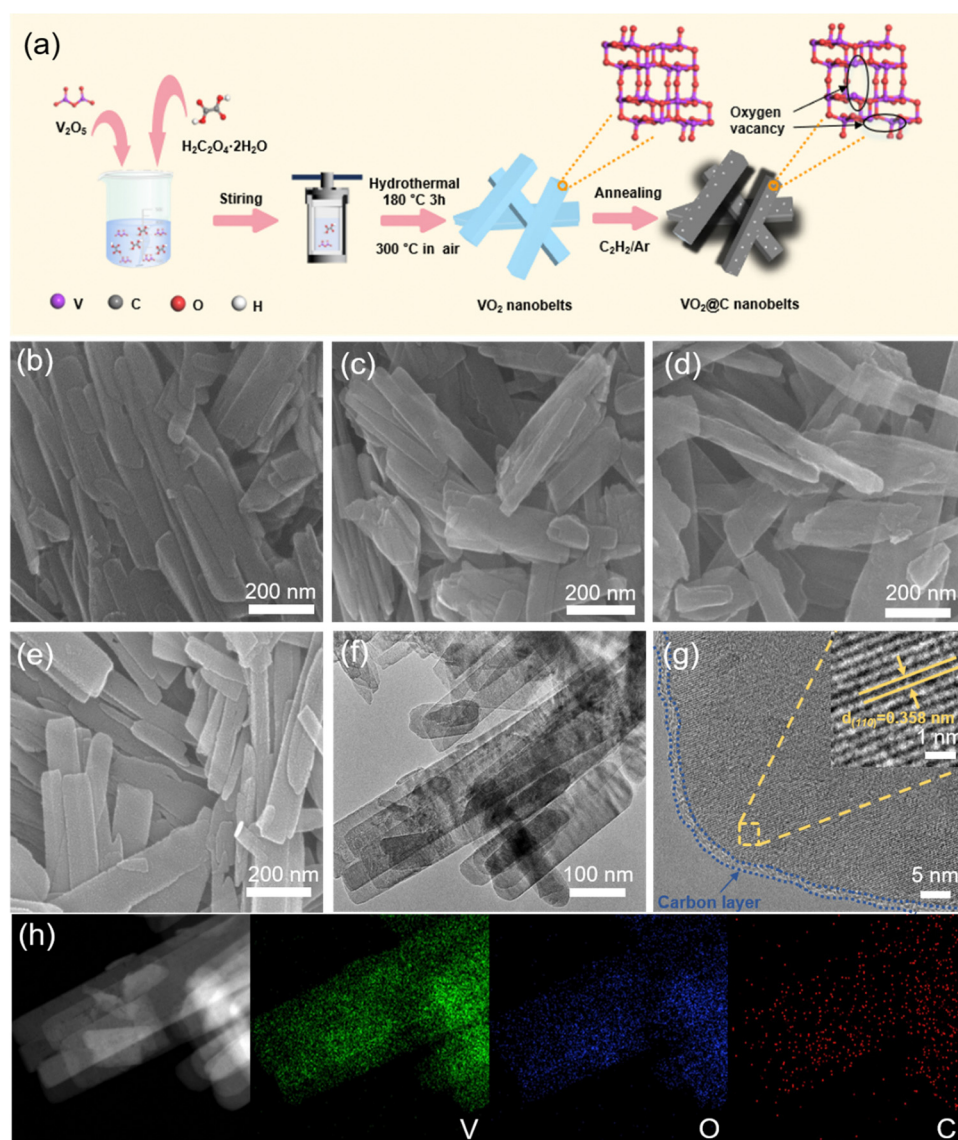 (a)
V₂O₅
H₂C₂O₄·2H₂O
Stiring
Hydrothermal
180 °C 3h
300 °C in air
VO₂ nanobelts
Annealing
C₂H₂/Ar
Oxygen
vacancy
VO₂@C nanobelts
V
C
O
H
(b)
200 nm
(c)
200 nm
(d)
200 nm
(e)
200 nm
(f)
100 nm
(g)
d(110)=0.358 nm
1 nm
Carbon layer
5 nm
(h)
V
O
C